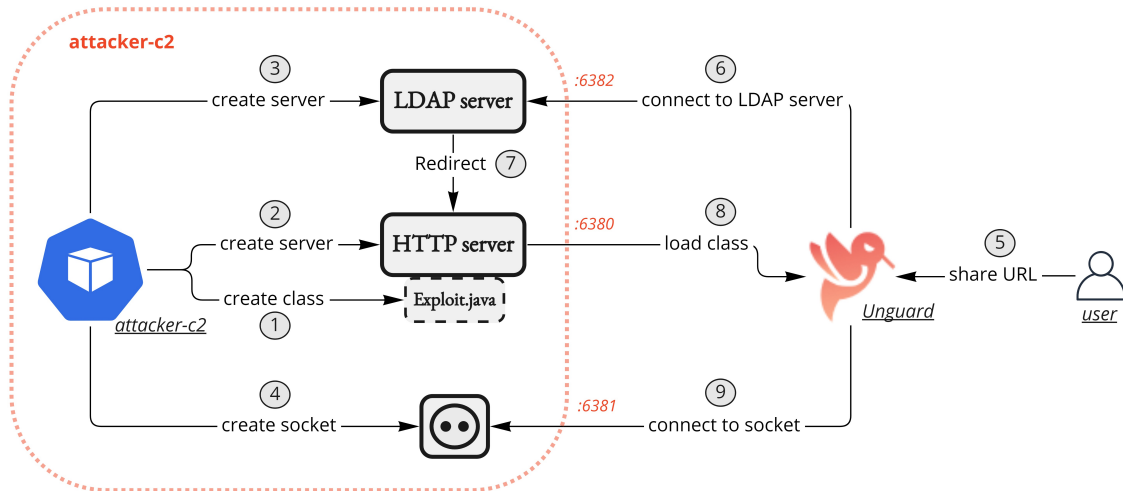 attacker-c2
3
create server
LDAP server
:6382
6
connect to LDAP server
Redirect
7
2
create server
HTTP server
:6380
8
load class
5
share URL
create class
1
Exploit.java
attacker-c2
Unguard
user
4
create socket
:6381
9
connect to socket